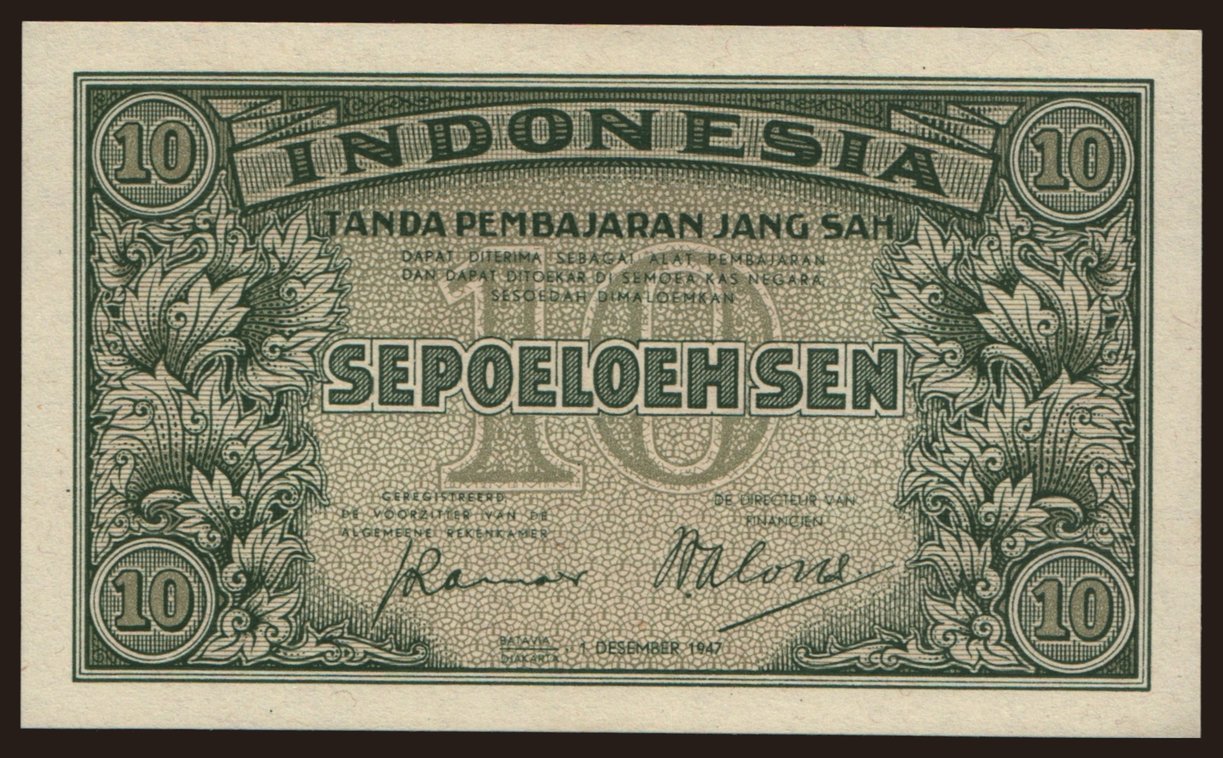 10 INDONESIA 10
TANDA PEMBAJARAN JANG SAH
DAPAT DITERIMA SEBAGAI ALAT PEMBAJARAN
DAN DAPAT DITOEKAR DI SEMOEA KAS NEGARA,
SESOEDAH DIMALOEMKAN
10
SEPOELOEH SEN
GEREGISTREERD,
DE VOORZITTER VAN DE
ALGEMEENE REKENKAMER
DE DIRECTEUR VAN
FINANCIËN
10 10
BATAVIA
DJAKARTA, 1 DESEMBER 1947